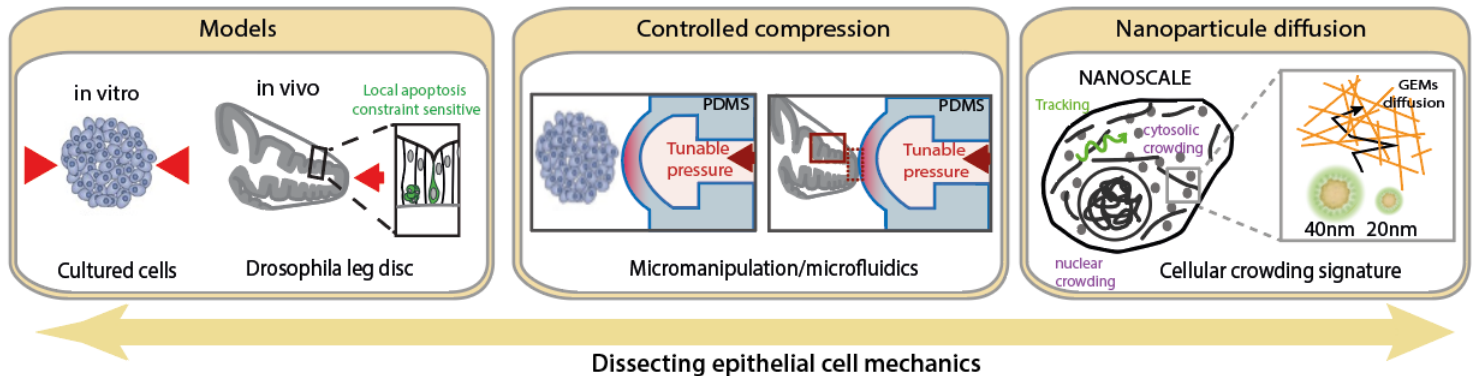 Models
in vitro
in vivo
Local apoptosis
constraint sensitive
Cultured cells
Drosophila leg disc
Controlled compression
PDMS
Tunable
pressure
PDMS
Tunable
pressure
Micromanipulation/microfluidics
Nanoparticule diffusion
NANOSCALE
Tracking
cytosolic
crowding
nuclear
crowding
GEMs
diffusion
40nm
20nm
Cellular crowding signature
Dissecting epithelial cell mechanics